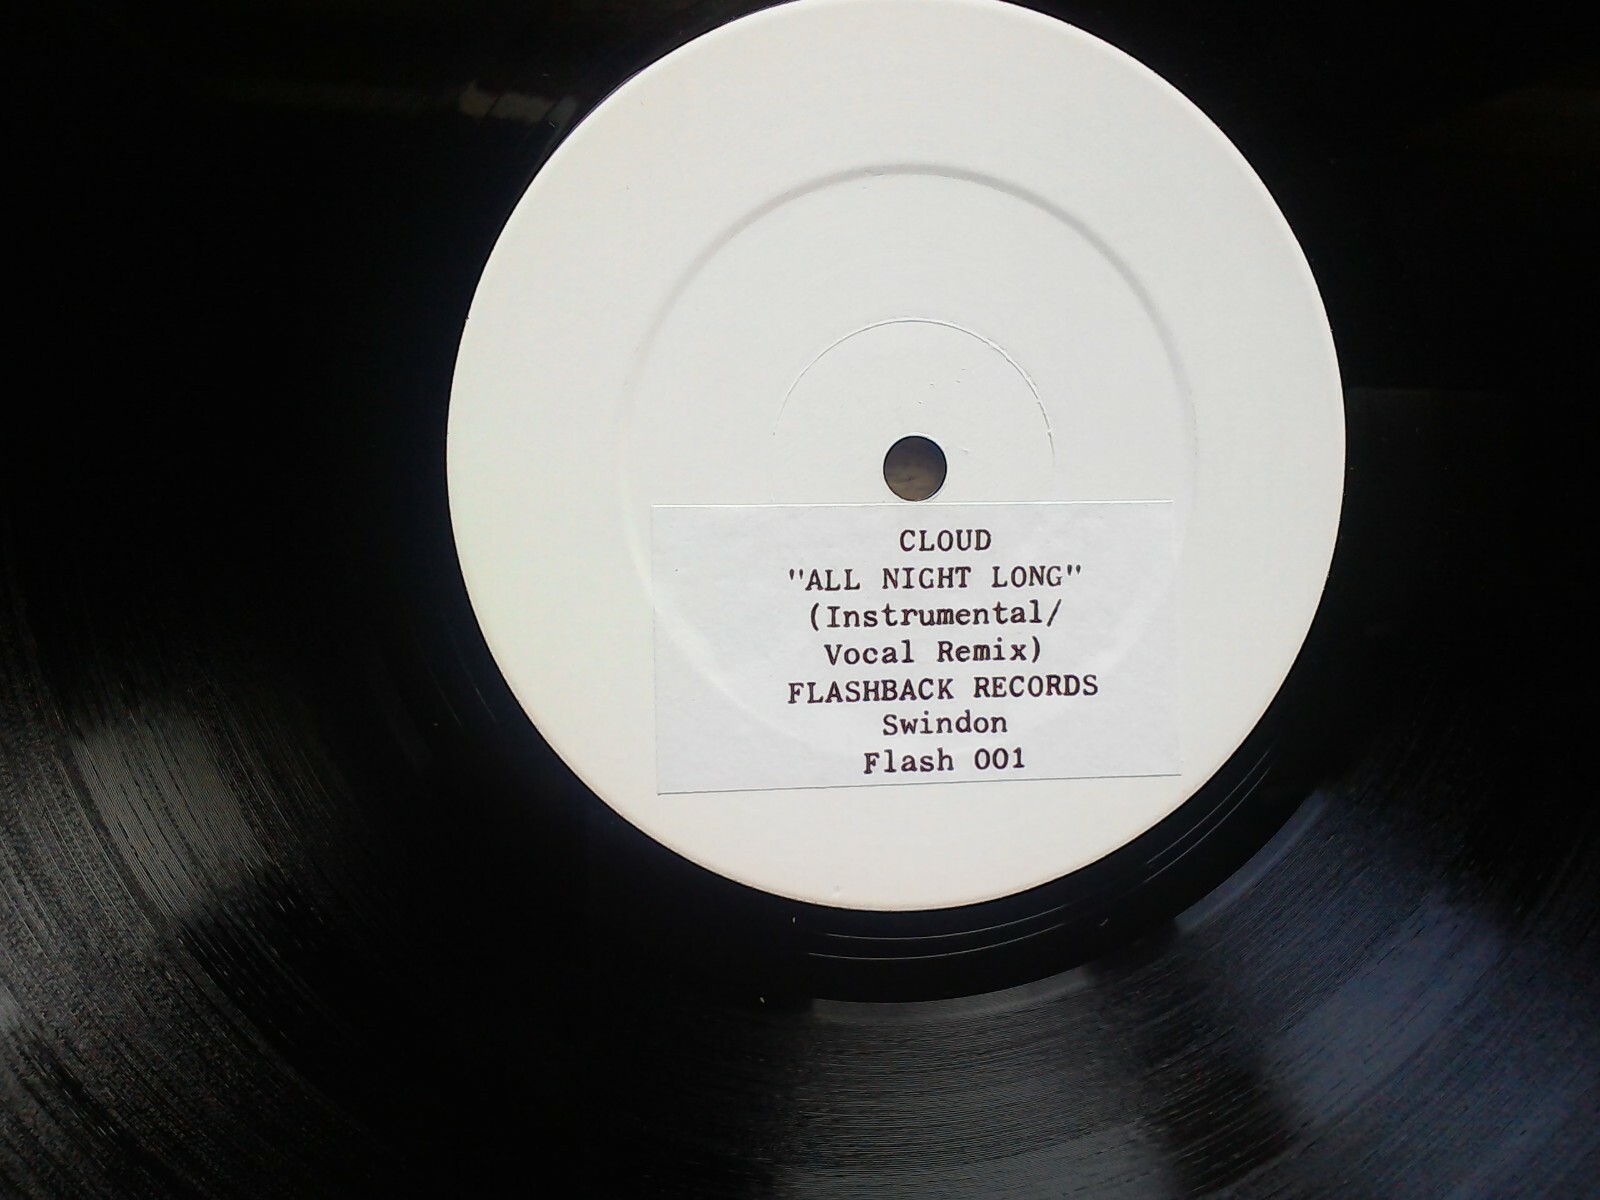 CLOUD
"ALL NIGHT LONG"
(Instrumental/
Vocal Remix)
FLASHBACK RECORDS
Swindon
Flash 001